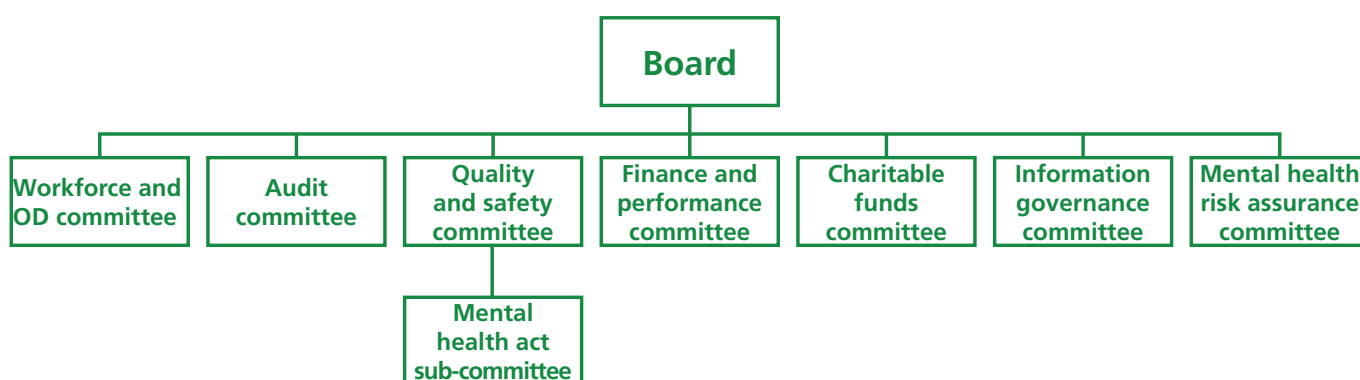 Board
Workforce and
OD committee
Audit
committee
Quality
and safety
committee
Finance and
performance
committee
Charitable
funds
committee
Information
governance
committee
Mental health
risk assurance
committee
Mental
health act
sub-committee